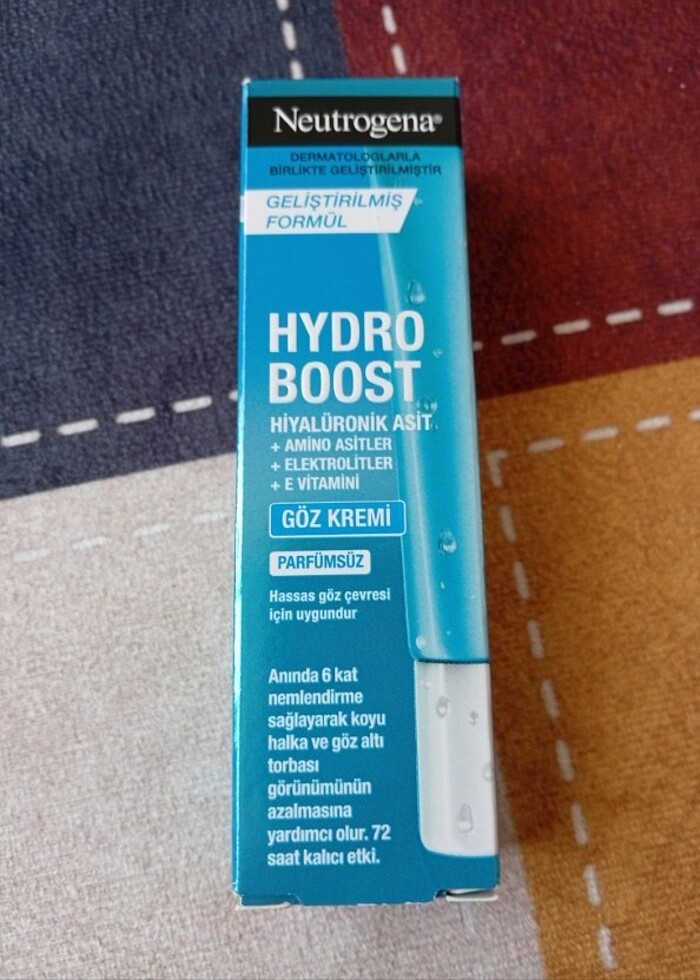 Neutrogena®
DERMATOLOGLARLA
BİRLİKTE GELİŞTİRİLMİŞTİR
GELİŞTİRİLMİŞ
FORMÜL
HYDRO
BOOST
HİYALÜRONİK ASİT
+ AMİNO ASİTLER
+ ELEKTROLİTLER
+ E VİTAMİNİ
GÖZ KREMİ
PARFÜMSÜZ
Hassas göz çevresi
için uygundur
Anında 6 kat
nemlendirme
sağlayarak koyu
halka ve göz altı
torbası
görünümünün
azalmasına
yardımcı olur. 72
saat kalıcı etki.